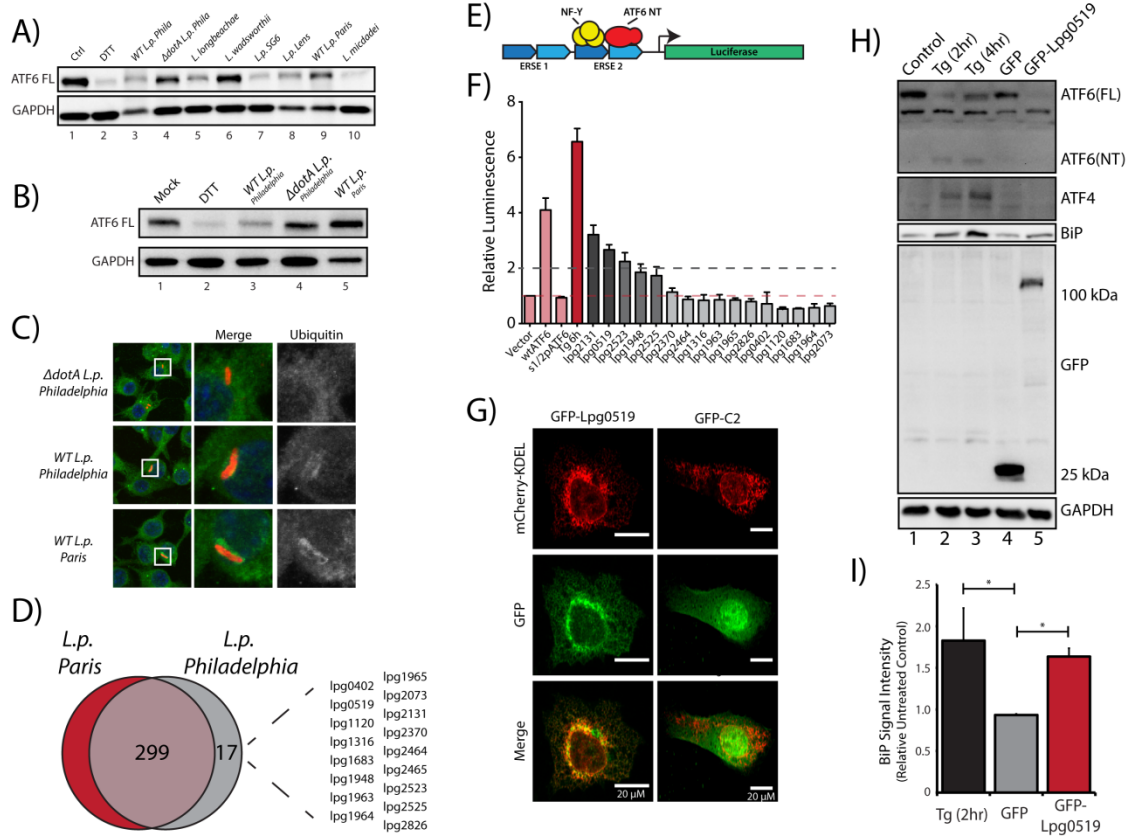 A)
Ctrl
DTT
WT L.p. Phila
ΔdotA L.p. Phila
L. longbeachae
L. wadsworthii
L.p. SG6
L.p. Lens
WT L.p. Paris
L. micdadei
ATF6 FL
GAPDH
1 2 3 4 5 6 7 8 9 10
B)
Mock
DTT
WT L.p. Philadelphia
ΔdotA L.p. Philadelphia
WT L.p. Paris
ATF6 FL
GAPDH
1 2 3 4 5
C)
Merge Ubiquitin
ΔdotA L.p.
Philadelphia
WT L.p.
Philadelphia
WT L.p.
Paris
D)
L.p.
Paris
L.p.
Philadelphia
299
17
lpg0402
lpg0519
lpg1120
lpg1316
lpg1683
lpg1948
lpg1963
lpg1964
lpg1965
lpg2073
lpg2131
lpg2370
lpg2464
lpg2465
lpg2523
lpg2525
lpg2826
E)
NF-Y
ATF6 NT
ERSE 1
ERSE 2
Luciferase
F)
Relative Luminescence
8
6
4
2
0
Vector
wtATF6
s1/2pATF6
Tg 6h
lpg2131
lpg0519
lpg2523
lpg1948
lpg2525
lpg2370
lpg2464
lpg1316
lpg1963
lpg1965
lpg2826
lpg0402
lpg1120
lpg1683
lpg1964
lpg2073
G)
GFP-Lpg0519 GFP-C2
mCherry-KDEL
GFP
Merge
20 μM
20 μM
H)
Control
Tg (2hr)
Tg (4hr)
GFP
GFP-Lpg0519
ATF6(FL)
ATF6(NT)
ATF4
BiP
100 kDa
GFP
25 kDa
GAPDH
1 2 3 4 5
I)
BiP Signal Intensity
(Relative Untreated Control)
2.5
2.0
1.5
1.0
0.5
0
*
*
Tg (2hr)
GFP
GFP-
Lpg0519